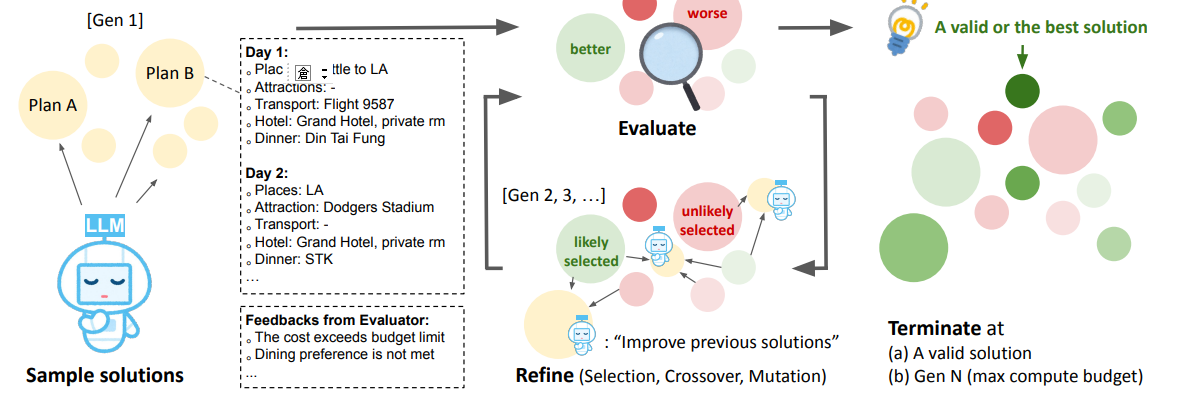 [Gen 1]
Plan A
Plan B
LLM
Sample solutions
Day 1:
Plac 倉 ttle to LA
Attractions: -
Transport: Flight 9587
Hotel: Grand Hotel, private rm
Dinner: Din Tai Fung
Day 2:
Places: LA
Attraction: Dodgers Stadium
Transport: -
Hotel: Grand Hotel, private rm
Dinner: STK
...
Feedbacks from Evaluator:
The cost exceeds budget limit
Dining preference is not met
...
better
worse
Evaluate
[Gen 2, 3, …]
likely
selected
unlikely
selected
: “Improve previous solutions”
Refine (Selection, Crossover, Mutation)
A valid or the best solution
Terminate at
(a) A valid solution
(b) Gen N (max compute budget)